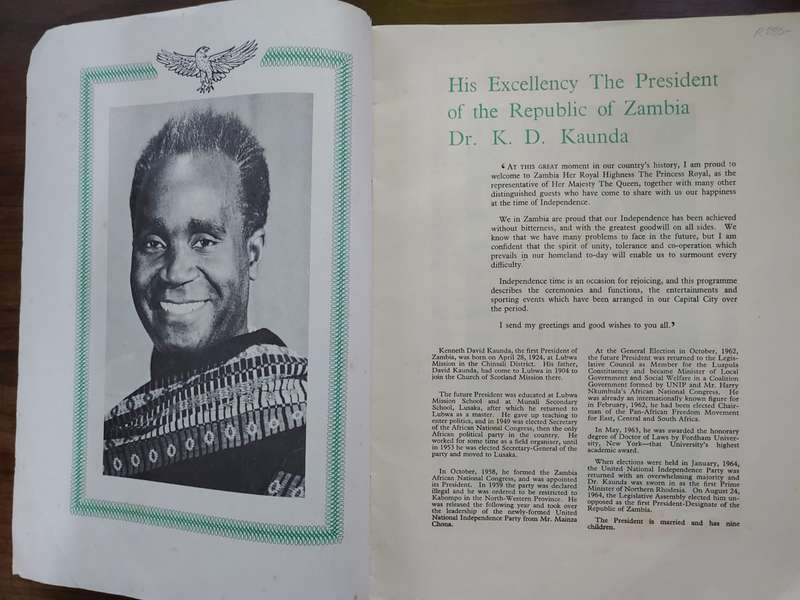 His Excellency The President
of the Republic of Zambia
Dr. K. D. Kaunda
‘AT THIS GREAT moment in our country's history, I am proud to
welcome to Zambia Her Royal Highness The Princess Royal, as the
representative of Her Majesty The Queen, together with many other
distinguished guests who have come to share with us our happiness
at the time of Independence.
We in Zambia are proud that our Independence has been achieved
without bitterness, and with the greatest goodwill on all sides. We
know that we have many problems to face in the future, but I am
confident that the spirit of unity, tolerance and co-operation which
prevails in our homeland to-day will enable us to surmount every
difficulty.
Independence time is an occasion for rejoicing, and this programme
describes the ceremonies and functions, the entertainments and
sporting events which have been arranged in our Capital City over
the period.
I send my greetings and good wishes to you all.’
Kenneth David Kaunda, the first President of
Zambia, was born on April 28, 1924, at Lubwa
Mission in the Chinsali District. His father,
David Kaunda, had come to Lubwa in 1904 to
join the Church of Scotland Mission there.
The future President was educated at Lubwa
Mission School and at Munali Secondary
School, Lusaka, after which he returned to
Lubwa as a master. He gave up teaching to
enter politics, and in 1949 was elected Secretary
of the African National Congress, then the only
African political party in the country. He
worked for some time as a field organiser, until
in 1953 he was elected Secretary-General of the
party and moved to Lusaka.
In October, 1958, he formed the Zambia
African National Congress, and was appointed
its President. In 1959 the party was declared
illegal and he was ordered to be restricted to
Kabompo in the North-Western Province. He
was released the following year and took over
the leadership of the newly-formed United
National Independence Party from Mr. Mainza
Chona.
At the General Election in October, 1962,
the future President was returned to the Legis-
lative Council as Member for the Luapula
Constituency and became Minister of Local
Government and Social Welfare in a Coalition
Government formed by UNIP and Mr. Harry
Nkumbula's African National Congress. He
was already an internationally known figure for
in February, 1962, he had been elected Chair-
man of the Pan-African Freedom Movement
for East, Central and South Africa.
In May, 1963, he was awarded the honorary
degree of Doctor of Laws by Fordham Univer-
sity, New York—that University's highest
academic award.
When elections were held in January, 1964,
the United National Independence Party was
returned with an overwhelming majority and
Dr. Kaunda was sworn in as the first Prime
Minister of Northern Rhodesia. On August 24,
1964, the Legislative Assembly elected him un-
opposed as the first President-Designate of the
Republic of Zambia.
The President is married and has nine
children.